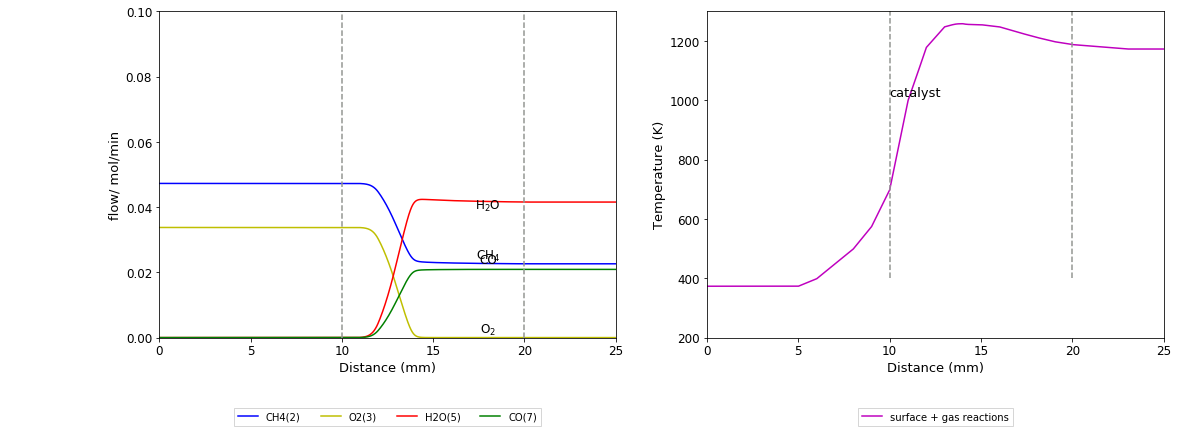 0.10
0.08
0.06
0.04
0.02
0.00
flow/ mol/min
H₂O
CH₄
CO
O₂
0 5 10 15 20 25
Distance (mm)
CH4(2) O2(3) H2O(5) CO(7)
1200
1000
800
600
400
200
Temperature (K)
catalyst
0 5 10 15 20 25
Distance (mm)
surface + gas reactions